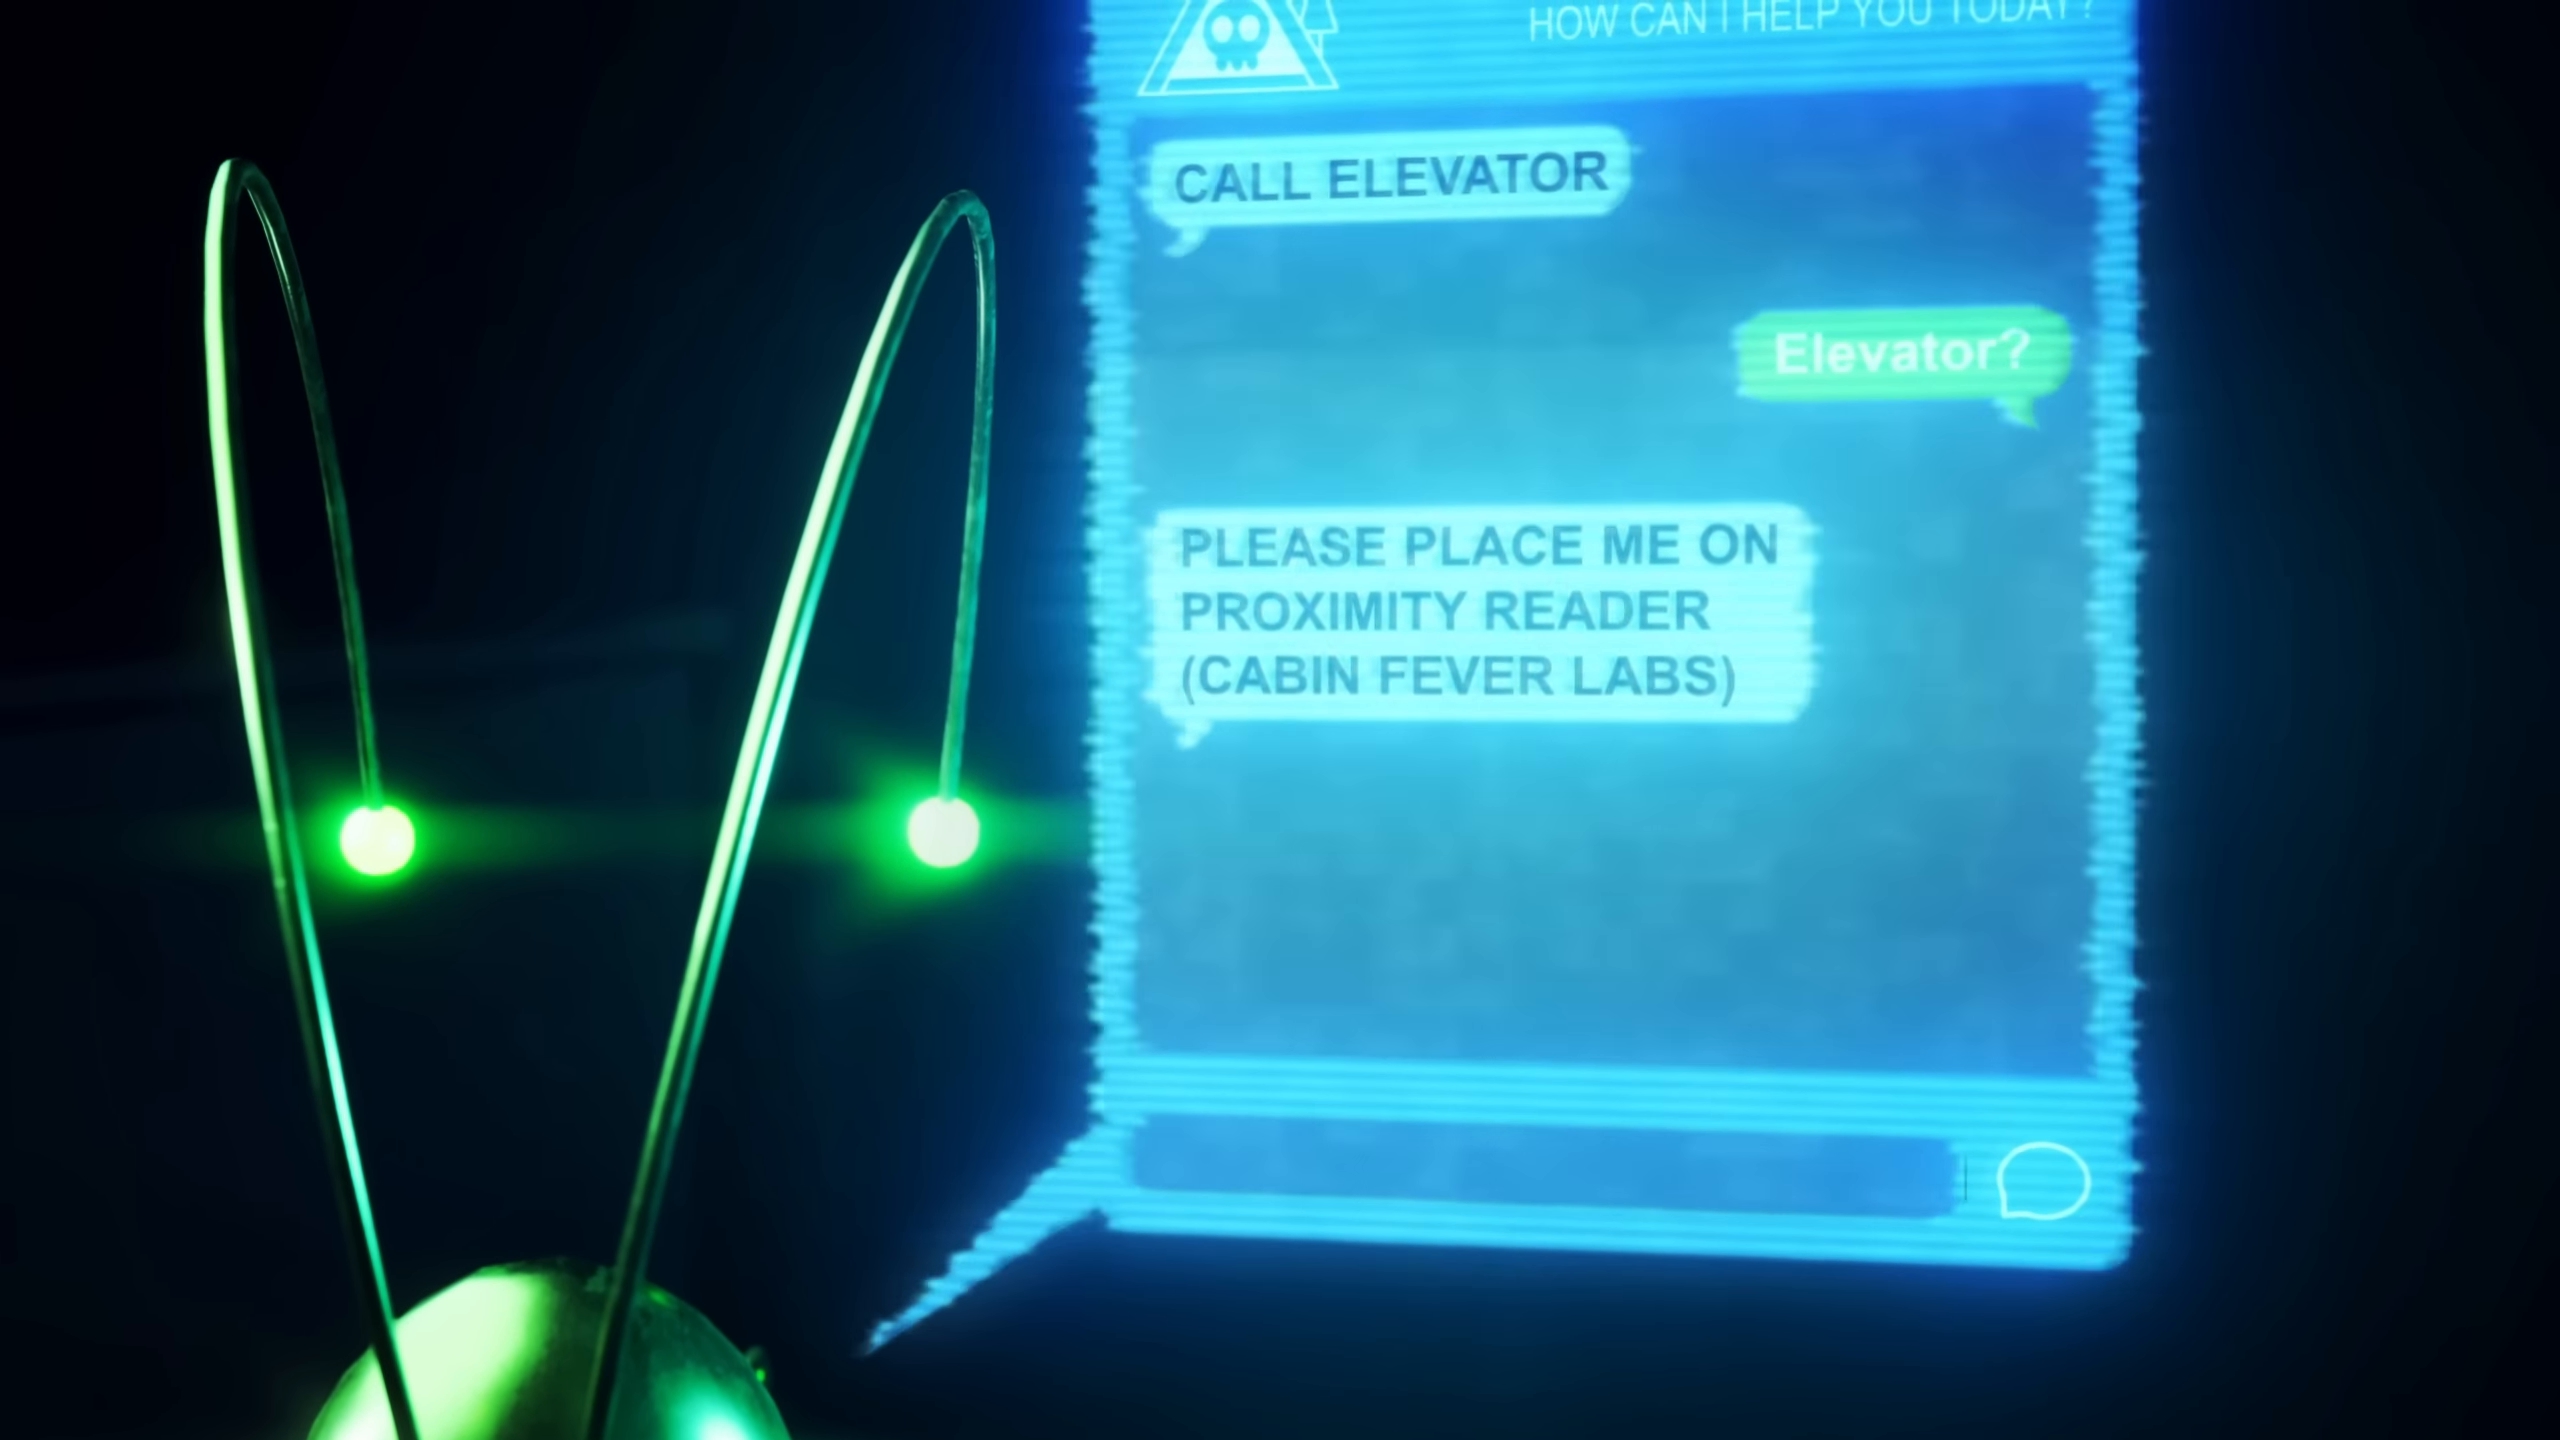 HOW CAN I HELP YOU TODAY?
CALL ELEVATOR
Elevator?
PLEASE PLACE ME ON
PROXIMITY READER
(CABIN FEVER LABS)